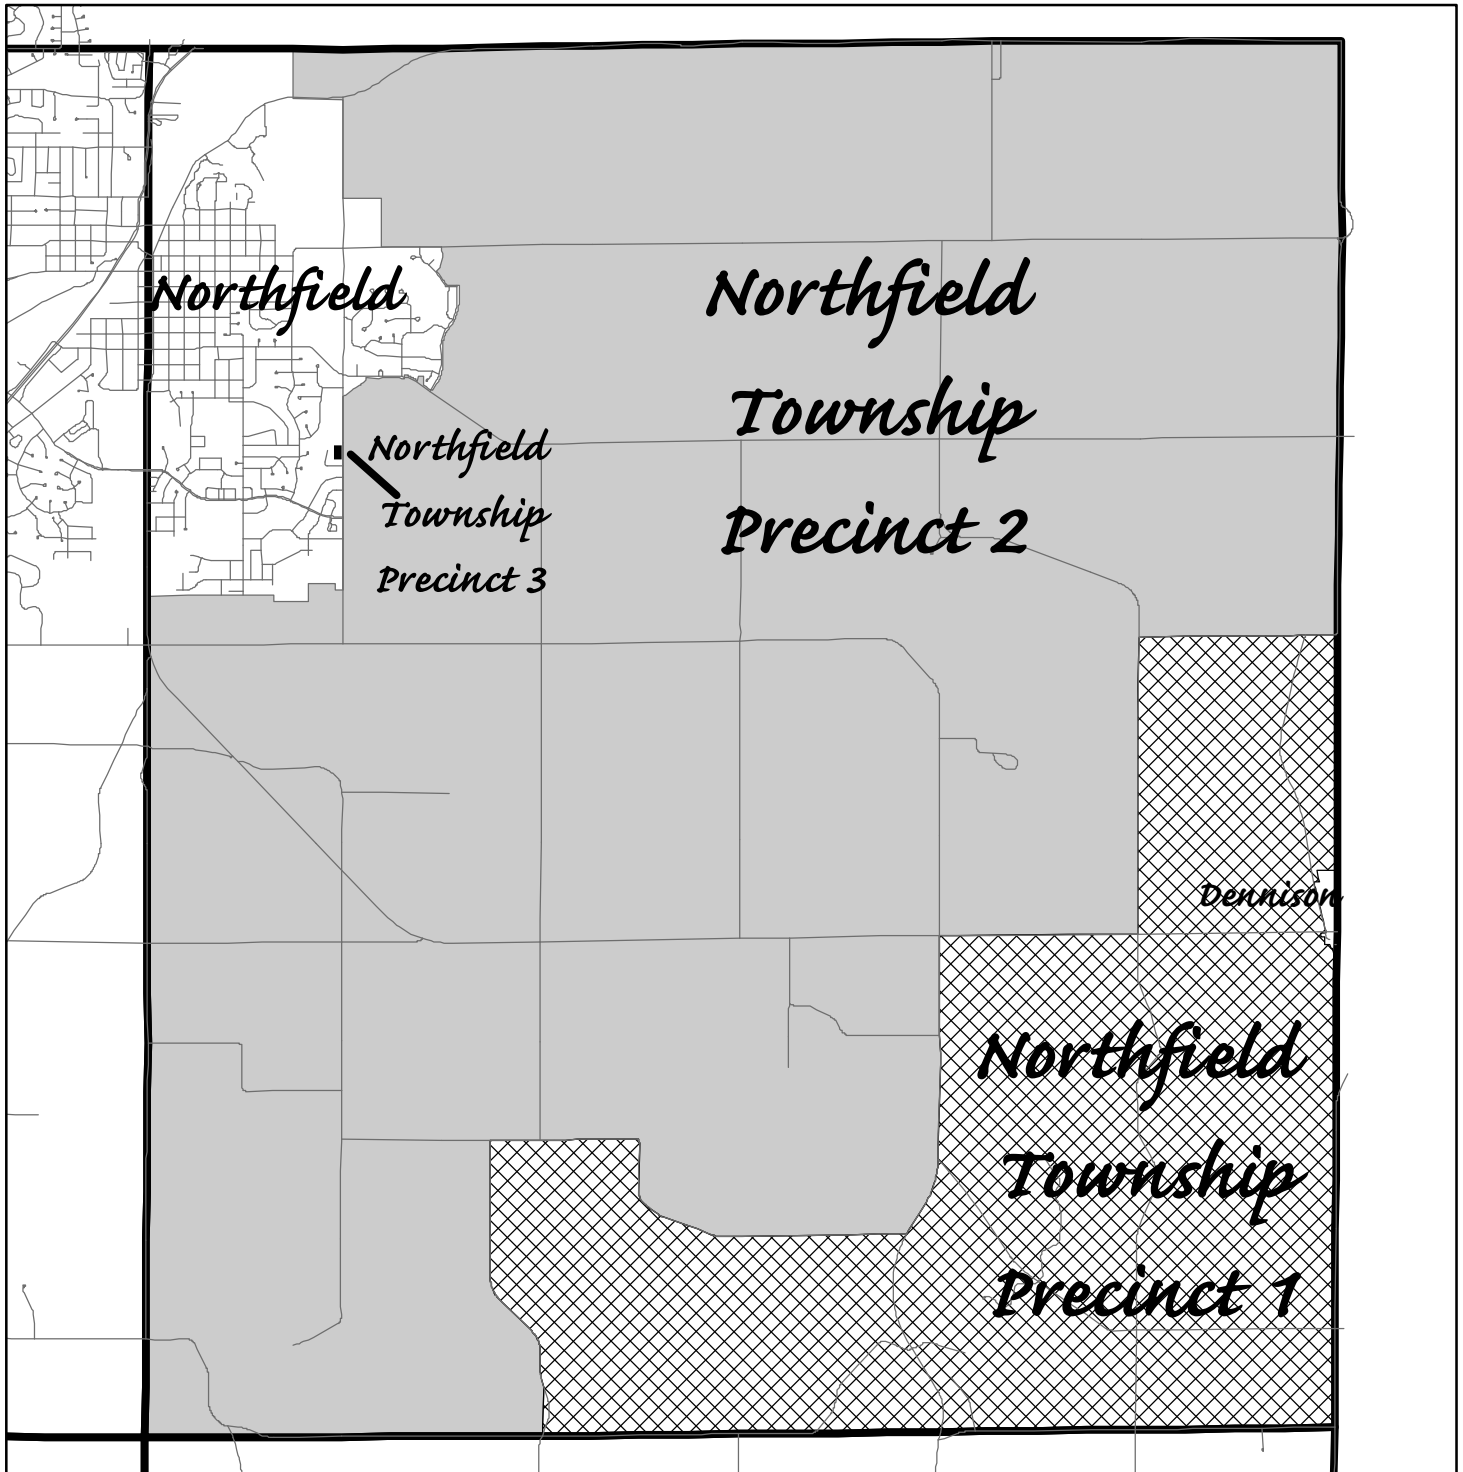 Northfield
Northfield
Township
Precinct 2
Northfield
Township
Precinct 3
Dennison
Northfield
Township
Precinct 1